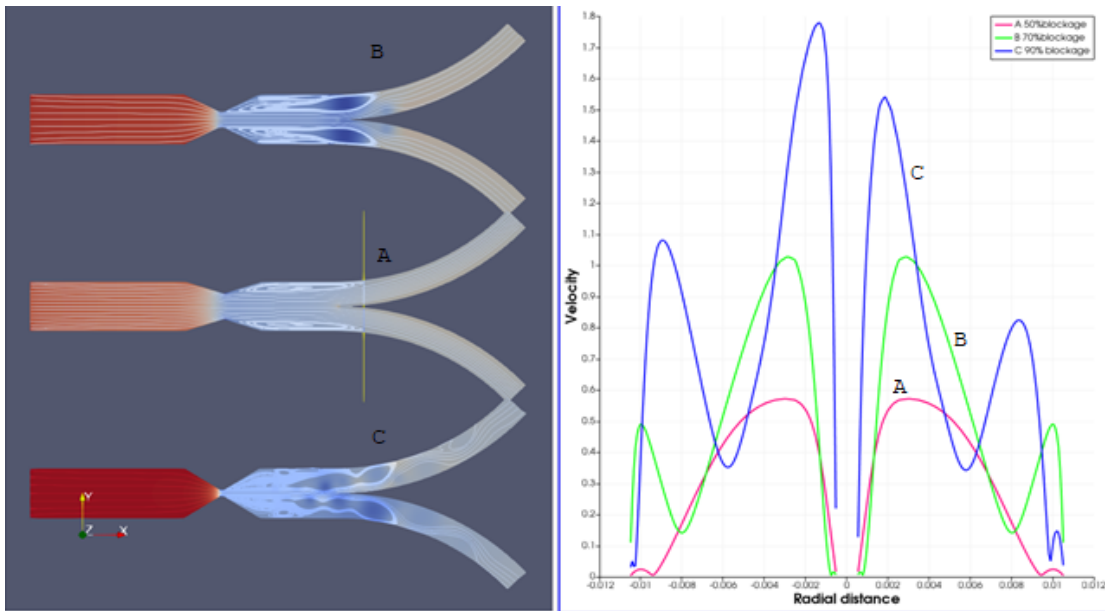 B
A
C
Y
Z
X
A 50%blockage
B 70%blockage
C 90% blockage
Velocity
1.8
1.7
1.6
1.5
1.4
1.3
1.2
1.1
1
0.9
0.8
0.7
0.6
0.5
0.4
0.3
0.2
0.1
0
C
B
A
-0.012
-0.01
-0.008
-0.006
-0.004
-0.002
0
0.002
0.004
0.006
0.008
0.01
0.012
Radial distance